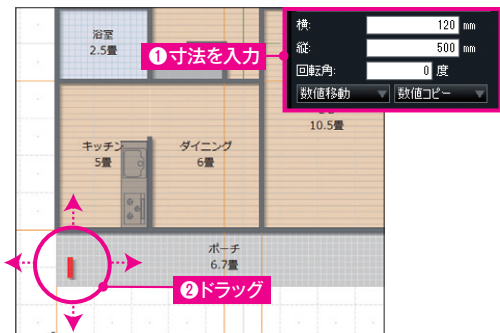 横: 120 mm
縦: 500 mm
回転角: 0 度
数値移動 ▼ 数値コピー ▼
❶寸法を入力
浴室
2.5畳
10.5畳
キッチン
5畳
ダイニング
6畳
ポーチ
6.7畳
❷ドラッグ